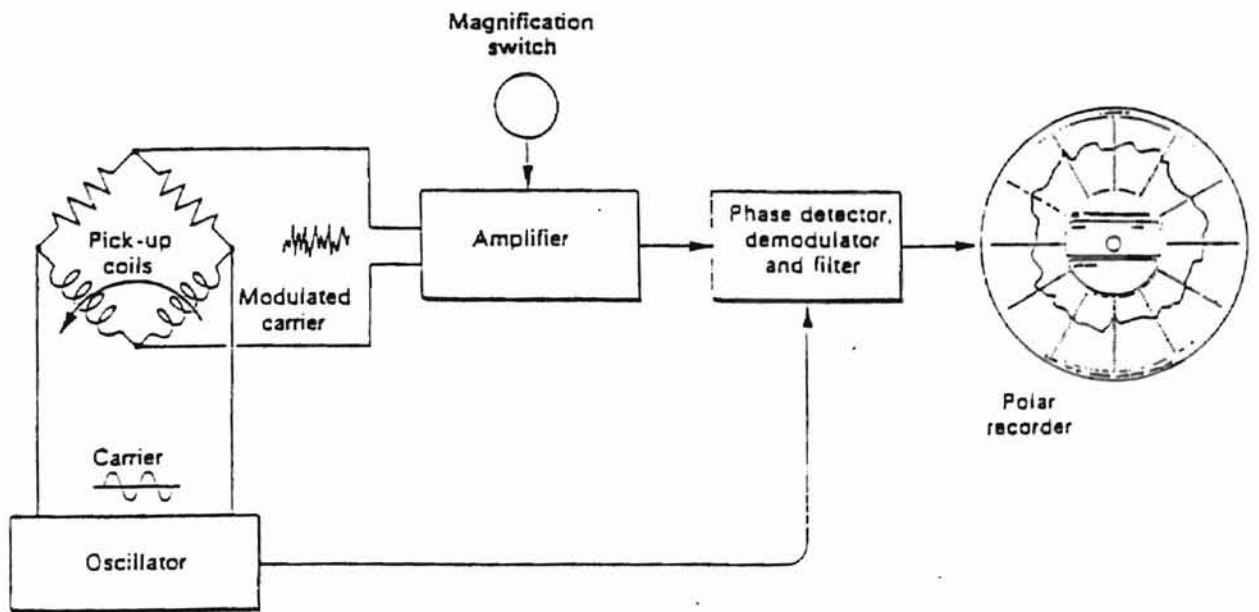 Magnification
switch
Pick-up
coils
Modulated
carrier
Amplifier
Phase detector,
demodulator
and filter
Polar
recorder
Carrier
Oscillator